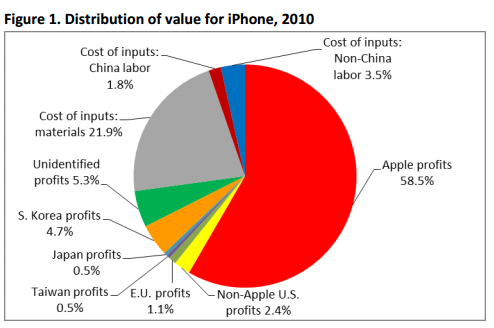 Figure 1. Distribution of value for iPhone, 2010
Cost of inputs:
China labor
1.8%
Cost of inputs:
Non-China
labor 3.5%
Cost of inputs:
materials 21.9%
Apple profits
58.5%
Unidentified
profits 5.3%
S. Korea profits
4.7%
Japan profits
0.5%
Taiwan profits
0.5%
E.U. profits
1.1%
Non-Apple U.S.
profits 2.4%